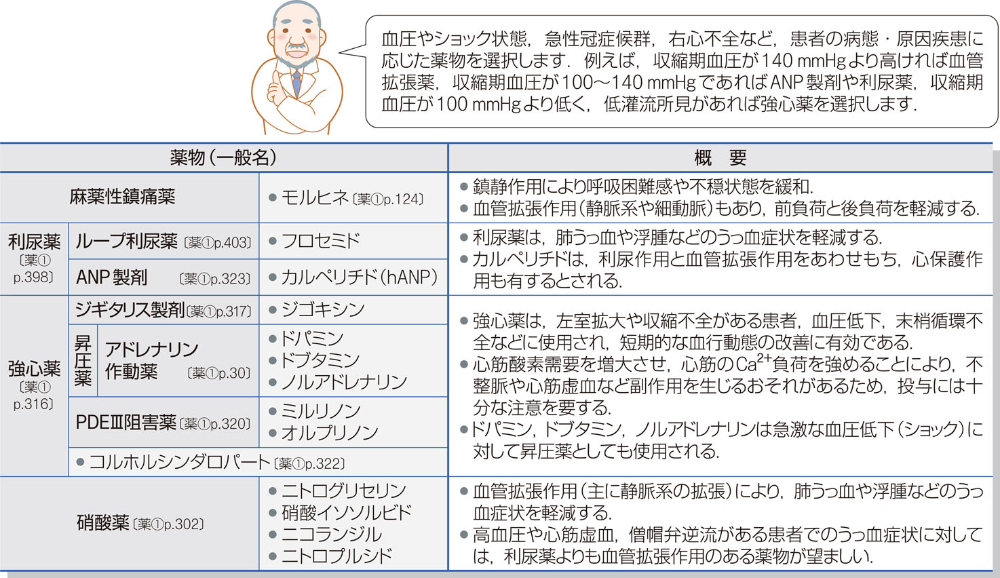 血圧やショック状態，急性冠症候群，右心不全など，患者の病態・原因疾患に
応じた薬物を選択します．例えば，収縮期血圧が140 mmHgより高ければ血管
拡張薬，収縮期血圧が100〜140 mmHgであればANP製剤や利尿薬，収縮期
血圧が100 mmHgより低く，低灌流所見があれば強心薬を選択します．
薬物（一般名）
概 要
麻薬性鎮痛薬
● モルヒネ〔薬①p.124〕
● 鎮静作用により呼吸困難感や不穏状態を緩和．
● 血管拡張作用（静脈系や細動脈）もあり，前負荷と後負荷を軽減する．
利尿薬
〔薬①
p.398〕
ループ利尿薬〔薬①p.403〕
● フロセミド
ANP製剤 〔薬①p.323〕
● カルペリチド（hANP）
● 利尿薬は，肺うっ血や浮腫などのうっ血症状を軽減する．
● カルペリチドは，利尿作用と血管拡張作用をあわせもち，心保護作
用も有するとされる．
強心薬
〔薬①
p.316〕
ジギタリス製剤〔薬①p.317〕
● ジゴキシン
昇圧薬
アドレナリン
作動薬 〔薬①p.30〕
● ドパミン
● ドブタミン
● ノルアドレナリン
PDEⅢ阻害薬〔薬①p.320〕
● ミルリノン
● オルプリノン
● コルホルシンダロパート〔薬①p.322〕
● 強心薬は，左室拡大や収縮不全がある患者，血圧低下，末梢循環不
全などに使用され，短期的な血行動態の改善に有効である．
● 心筋酸素需要を増大させ，心筋のCa²⁺負荷を強めることにより，不
整脈や心筋虚血など副作用を生じるおそれがあるため，投与には十
分な注意を要する．
● ドパミン，ドブタミン，ノルアドレナリンは急激な血圧低下（ショック）に
対して昇圧薬としても使用される．
硝酸薬〔薬①p.302〕
● ニトログリセリン
● 硝酸イソソルビド
● ニコランジル
● ニトロプルシド
● 血管拡張作用（主に静脈系の拡張）により，肺うっ血や浮腫などのうっ
血症状を軽減する．
● 高血圧や心筋虚血，僧帽弁逆流がある患者でのうっ血症状に対して
は，利尿薬よりも血管拡張作用のある薬物が望ましい．